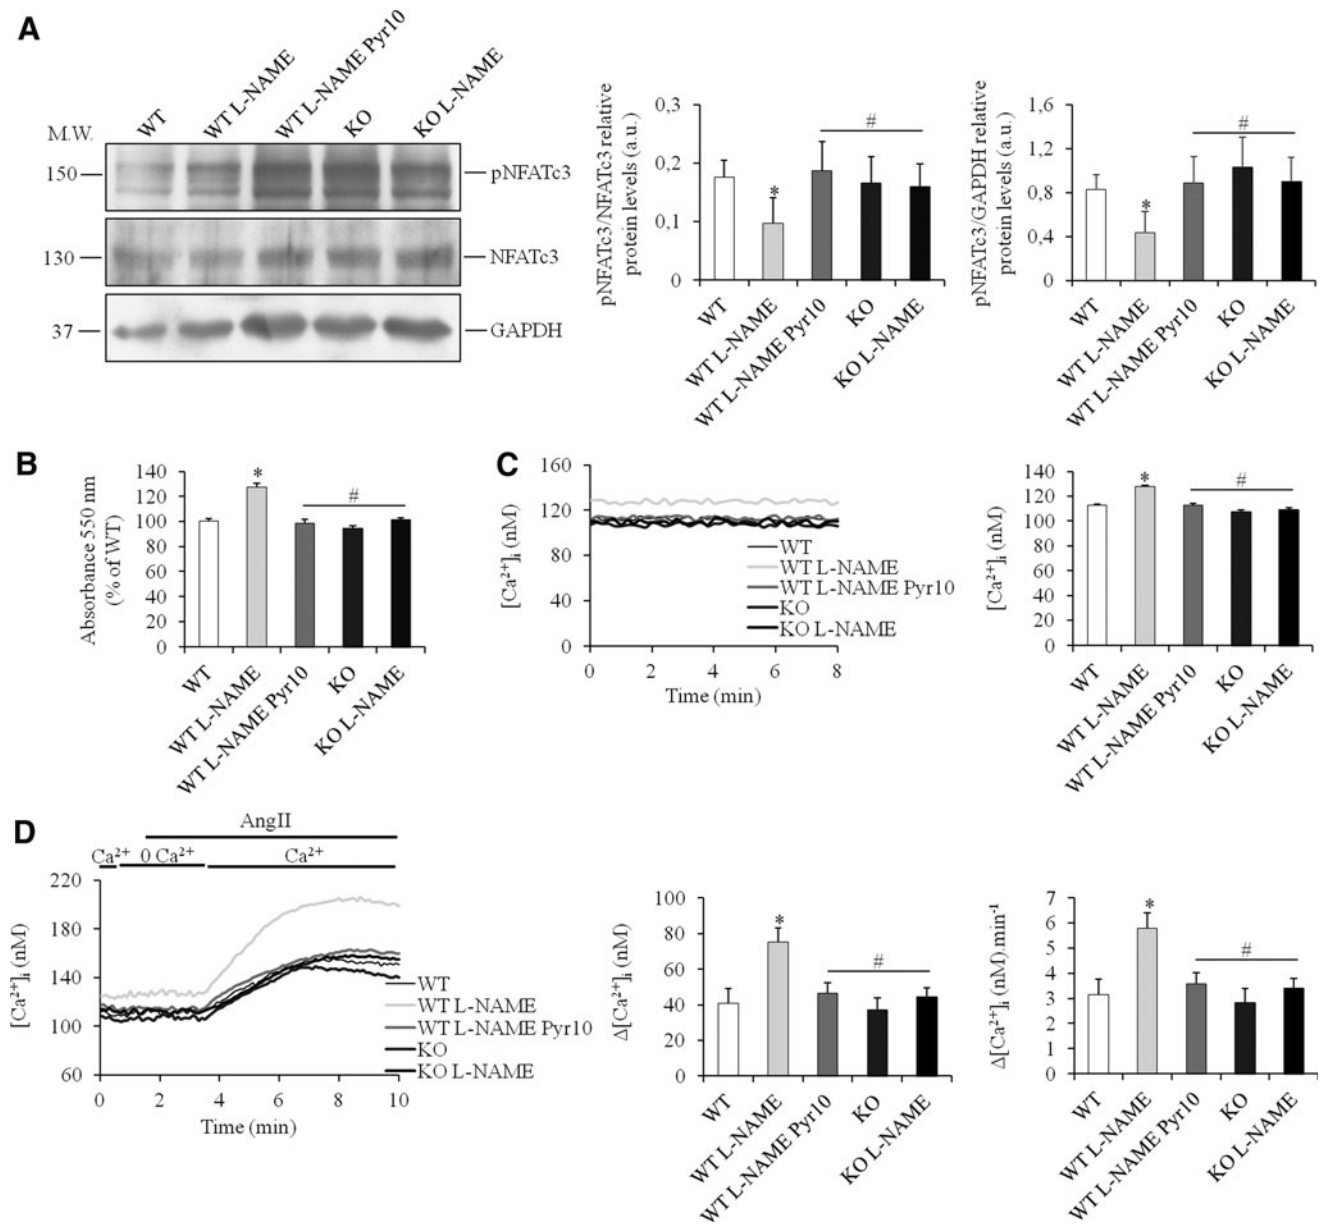 A
WT
WT L-NAME
WT L-NAME Pyr10
KO
KO L-NAME
M.W.
150
pNFATc3
130
NFATc3
37
GAPDH
pNFATc3/NFATc3 relative
protein levels (a.u.)
0,3
0,2
0,1
0
*
#
WT
WT L-NAME
WT L-NAME Pyr10
KO
KO L-NAME
pNFATc3/GAPDH relative
protein levels (a.u.)
1,6
1,2
0,8
0,4
0
*
#
WT
WT L-NAME
WT L-NAME Pyr10
KO
KO L-NAME
B
Absorbance 550 nm
(% of WT)
140
120
100
80
60
40
20
0
*
#
WT
WT L-NAME
WT L-NAME Pyr10
KO
KO L-NAME
C
[Ca²⁺]ᵢ (nM)
160
120
80
40
0
WT
WT L-NAME
WT L-NAME Pyr10
KO
KO L-NAME
0 2 4 6 8
Time (min)
[Ca²⁺]ᵢ (nM)
140
120
100
80
60
40
20
0
*
#
WT
WT L-NAME
WT L-NAME Pyr10
KO
KO L-NAME
D
AngII
Ca²⁺ 0 Ca²⁺ Ca²⁺
[Ca²⁺]ᵢ (nM)
220
180
140
100
60
WT
WT L-NAME
WT L-NAME Pyr10
KO
KO L-NAME
0 2 4 6 8 10
Time (min)
Δ[Ca²⁺]ᵢ (nM)
100
80
60
40
20
0
*
#
WT
WT L-NAME
WT L-NAME Pyr10
KO
KO L-NAME
Δ[Ca²⁺]ᵢ (nM).min⁻¹
7
6
5
4
3
2
1
0
*
#
WT
WT L-NAME
WT L-NAME Pyr10
KO
KO L-NAME